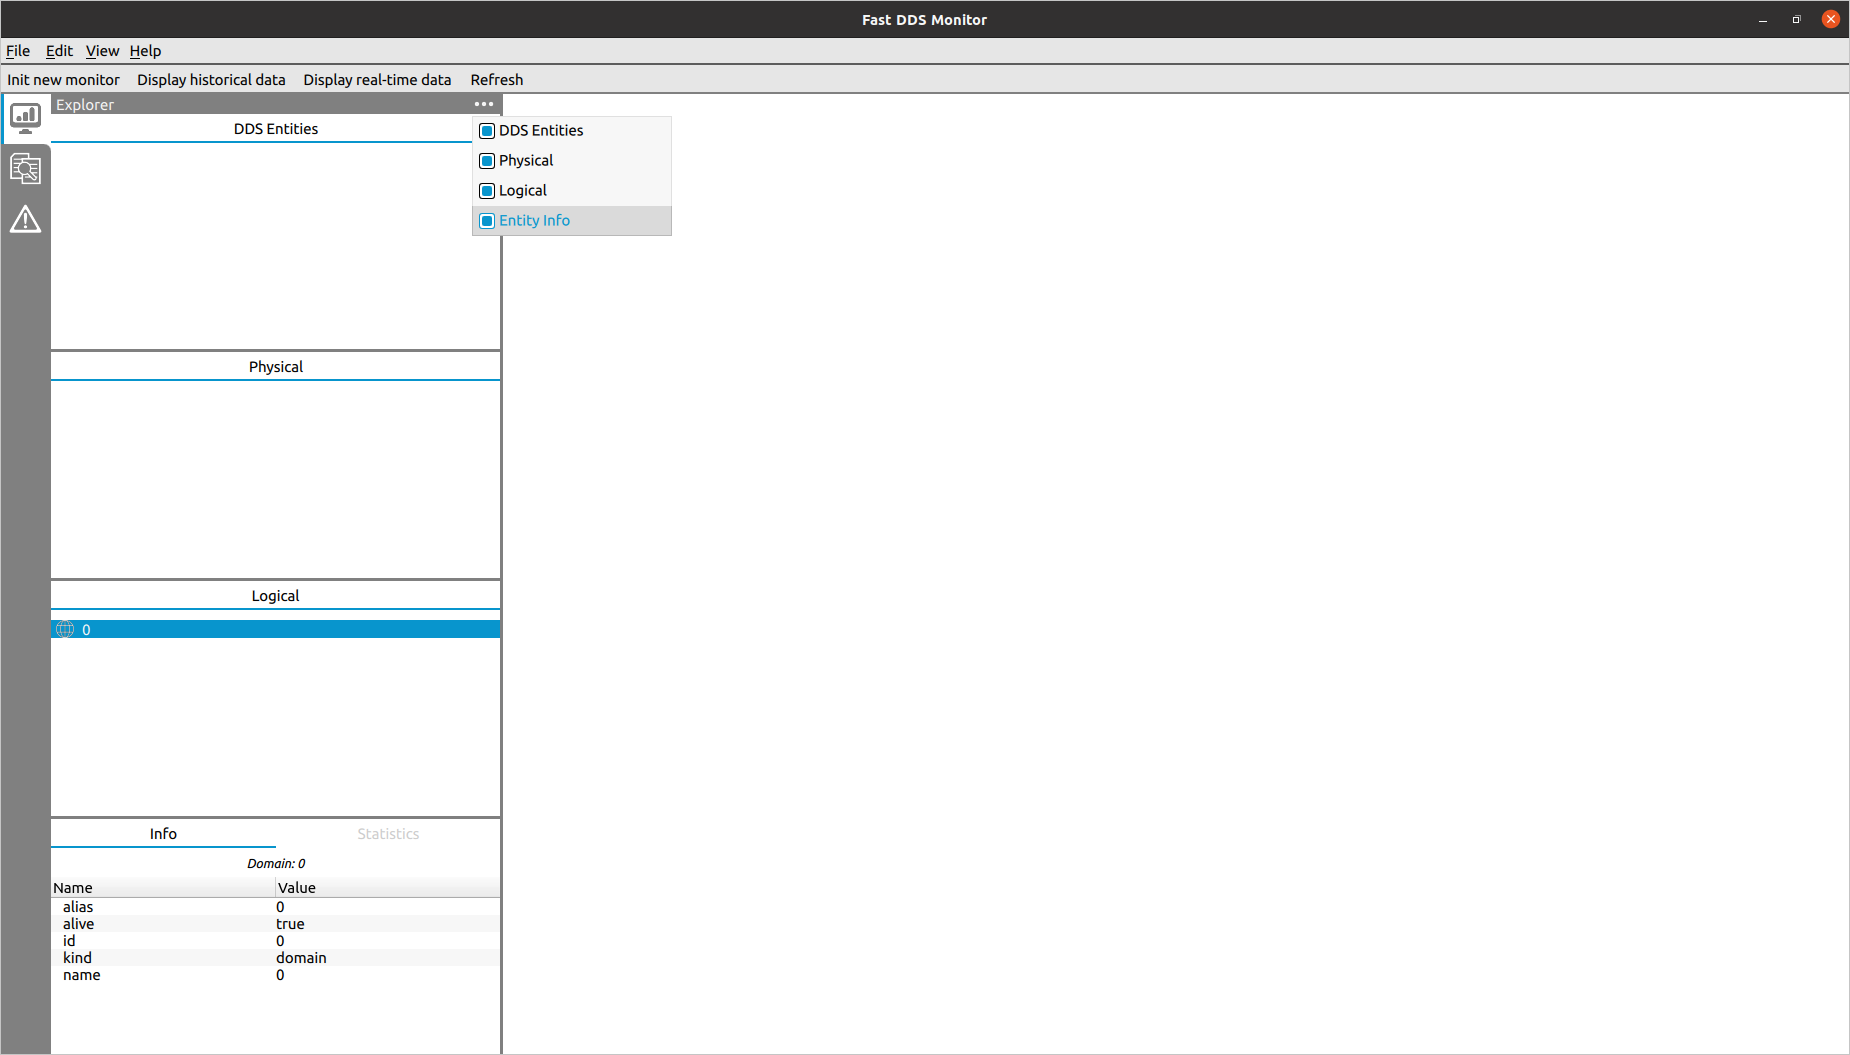 Fast DDS Monitor
File Edit View Help
Init new monitor Display historical data Display real-time data Refresh
Explorer
DDS Entities
DDS Entities
Physical
Logical
Entity Info
Physical
Logical
0
Info Statistics
Domain: 0
Name Value
alias 0
alive true
id 0
kind domain
name 0